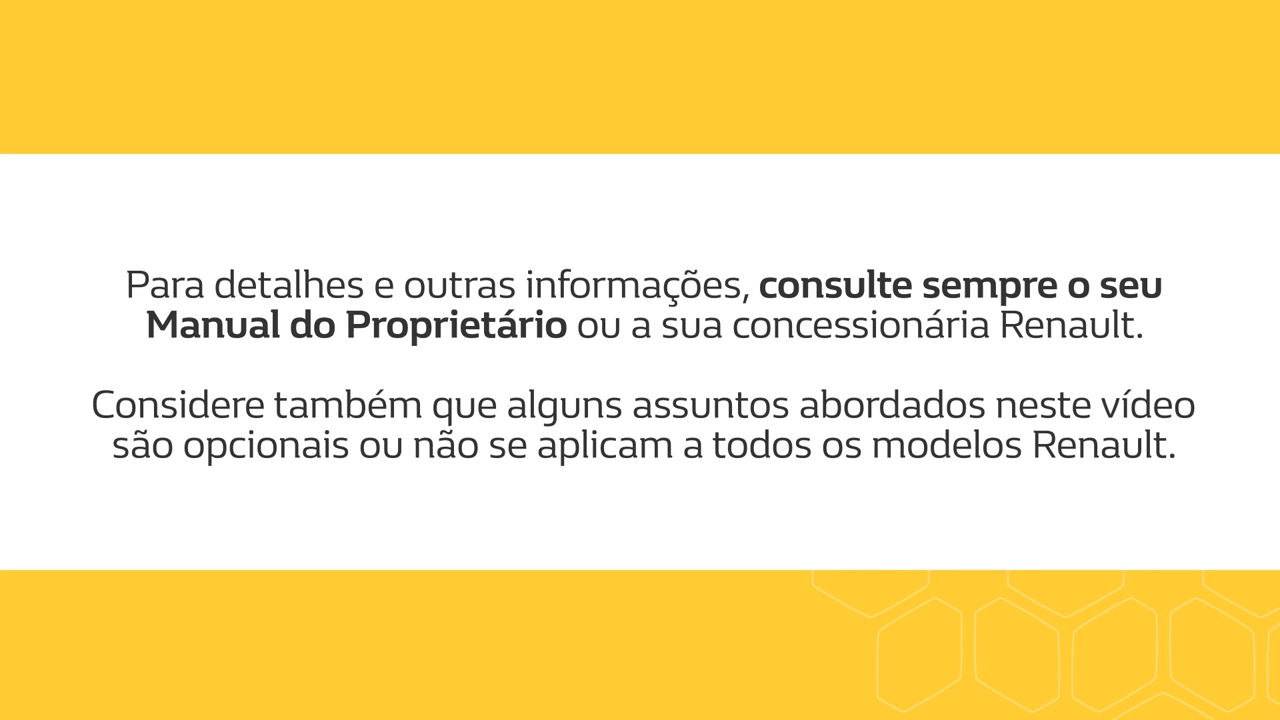 Para detalhes e outras informações, consulte sempre o seu
Manual do Proprietário ou a sua concessionária Renault.
Considere também que alguns assuntos abordados neste vídeo
são opcionais ou não se aplicam a todos os modelos Renault.